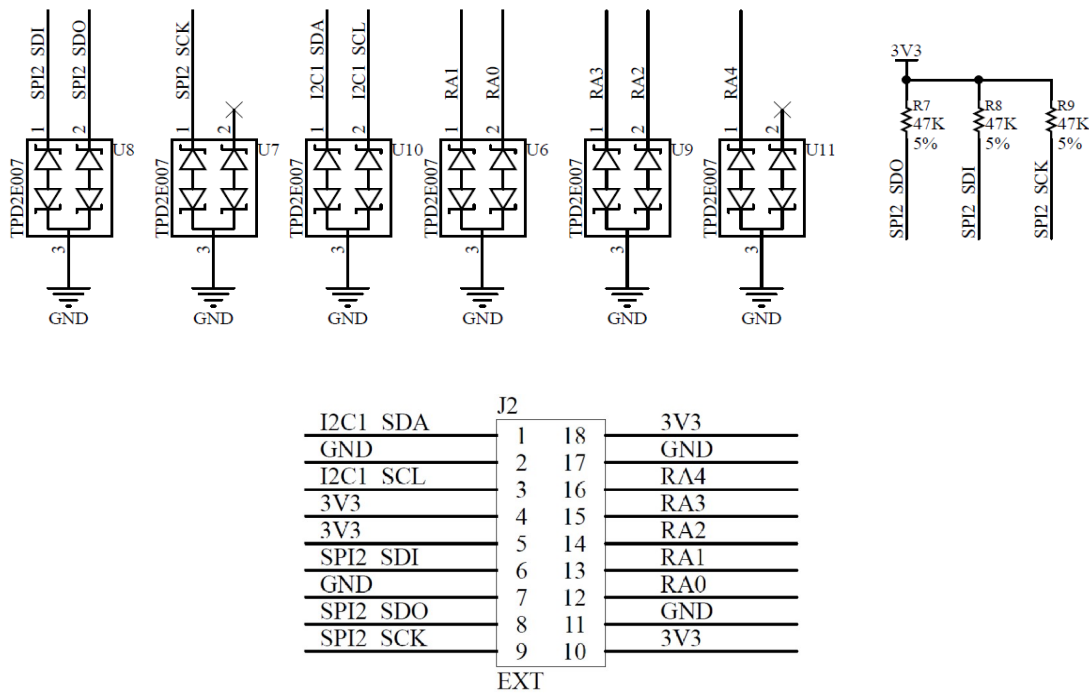 SPI2 SDI
SPI2 SDO
SPI2 SCK
I2C1 SDA
I2C1 SCL
RA1
RA0
RA3
RA2
RA4
1 2 U8
1 2 U7
1 2 U10
1 2 U6
1 2 U9
1 2 U11
TPD2E007
TPD2E007
TPD2E007
TPD2E007
TPD2E007
TPD2E007
3
3
3
3
3
3
GND
GND
GND
GND
GND
GND
3V3
R7
47K
5%
R8
47K
5%
R9
47K
5%
SPI2 SDO
SPI2 SDI
SPI2 SCK
J2
I2C1 SDA 1 18 3V3
GND 2 17 GND
I2C1 SCL 3 16 RA4
3V3 4 15 RA3
3V3 5 14 RA2
SPI2 SDI 6 13 RA1
GND 7 12 RA0
SPI2 SDO 8 11 GND
SPI2 SCK 9 10 3V3
EXT